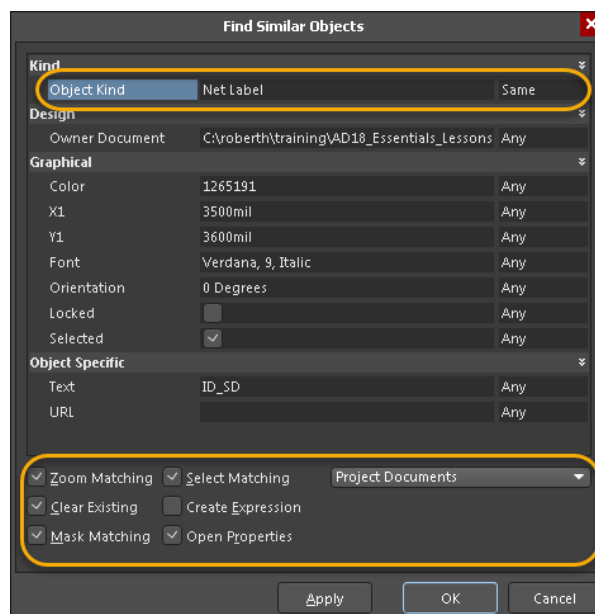 Find Similar Objects
Kind
Object Kind Net Label Same
Design
Owner Document C:\roberth\training\AD18_Essentials_Lessons Any
Graphical
Color 1265191 Any
X1 3500mil Any
Y1 3600mil Any
Font Verdana, 9, Italic Any
Orientation 0 Degrees Any
Locked Any
Selected Any
Object Specific
Text ID_SD Any
URL Any
Zoom Matching Select Matching Project Documents
Clear Existing Create Expression
Mask Matching Open Properties
Apply OK Cancel